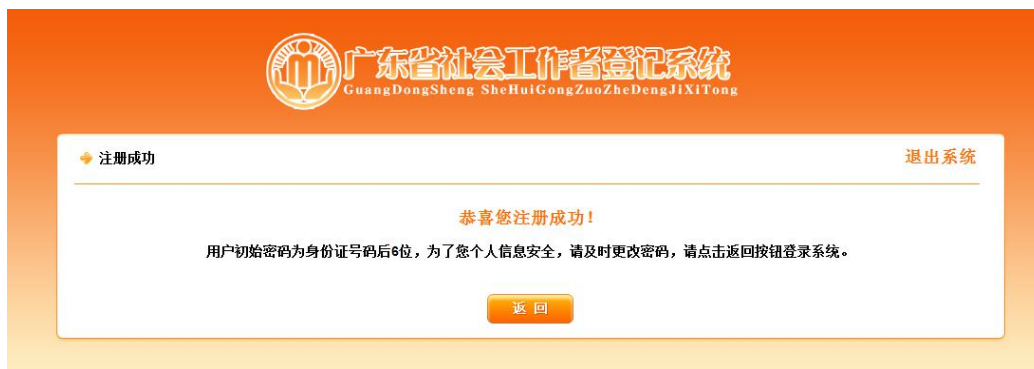 广东省社会工作者登记系统
GuangDongSheng SheHuiGongZuoZheDengJiXiTong
注册成功
退出系统
恭喜您注册成功！
用户初始密码为身份证号码后6位，为了您个人信息安全，请及时更改密码，请点击返回按钮登录系统。
返 回